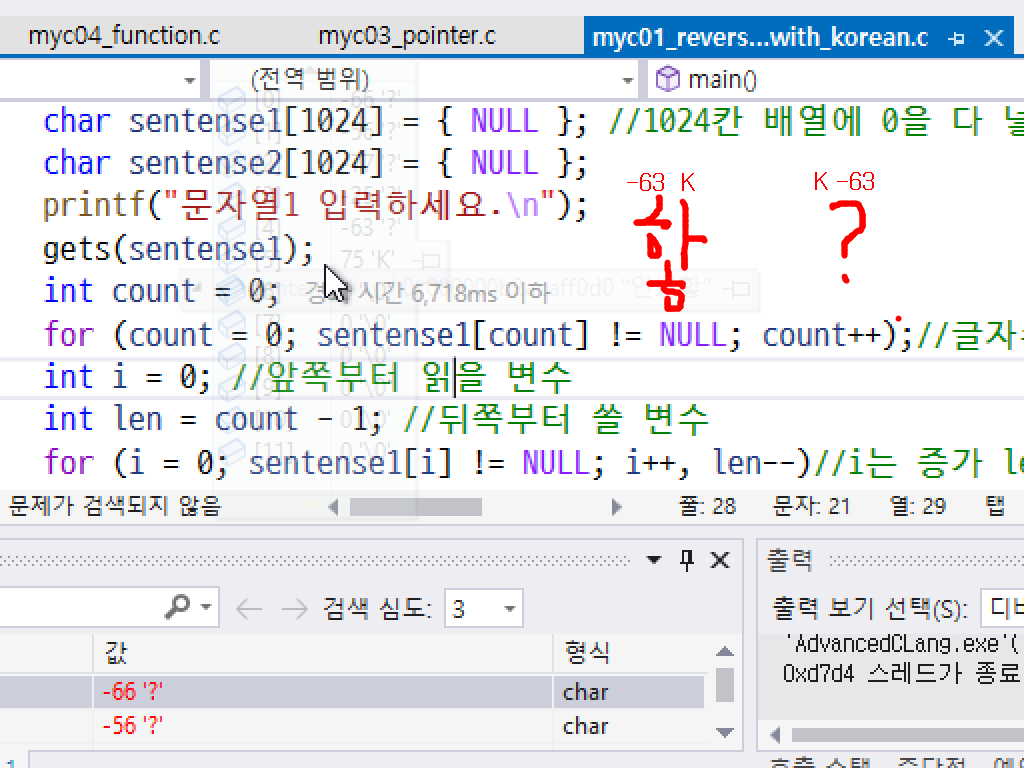 myc04_function.c myc03_pointer.c myc01_revers...with_korean.c
(전역 범위) main()
char sentense1[1024] = { NULL }; //1024칸 배열에 0을 다
char sentense2[1024] = { NULL };
-63 K K -63
printf("문자열1 입력하세요.\n");
?
gets(sentense1);
-63 '?'
75 'K'
int count = 0; 시간 6,718ms 이하
for (count = 0; sentense1[count] != NULL; count++);//글자
int i = 0; //앞쪽부터 읽을 변수
int len = count - 1; //뒤쪽부터 쓸 변수
for (i = 0; sentense1[i] != NULL; i++, len--)//i는 증가
문제가 검색되지 않음 줄: 28 문자: 21 열: 29 탭
출력
검색 심도: 3 출력 보기 선택(S):
값 형식
'AdvancedCLang.exe'(
-66 '?' char
0xd7d4 스레드가 종료
-56 '?' char